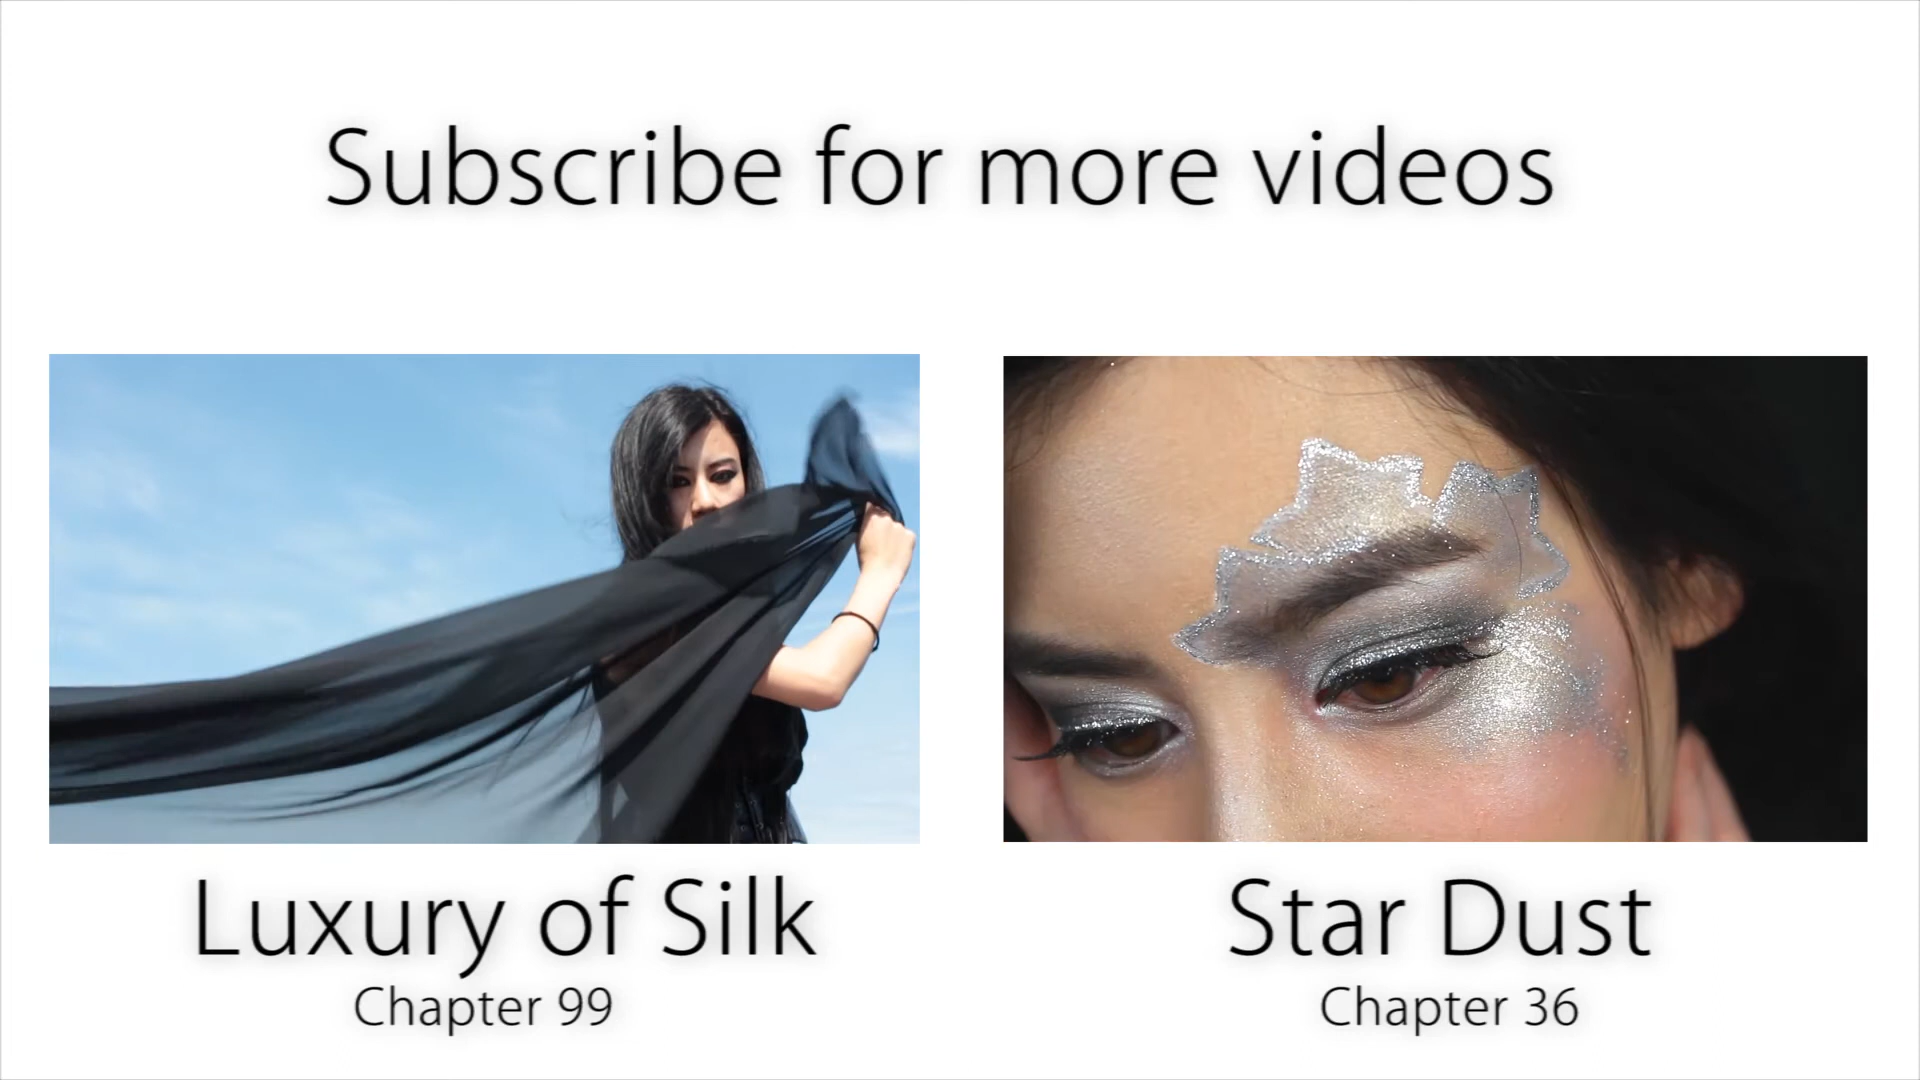 Subscribe for more videos
Luxury of Silk
Chapter 99
Star Dust
Chapter 36